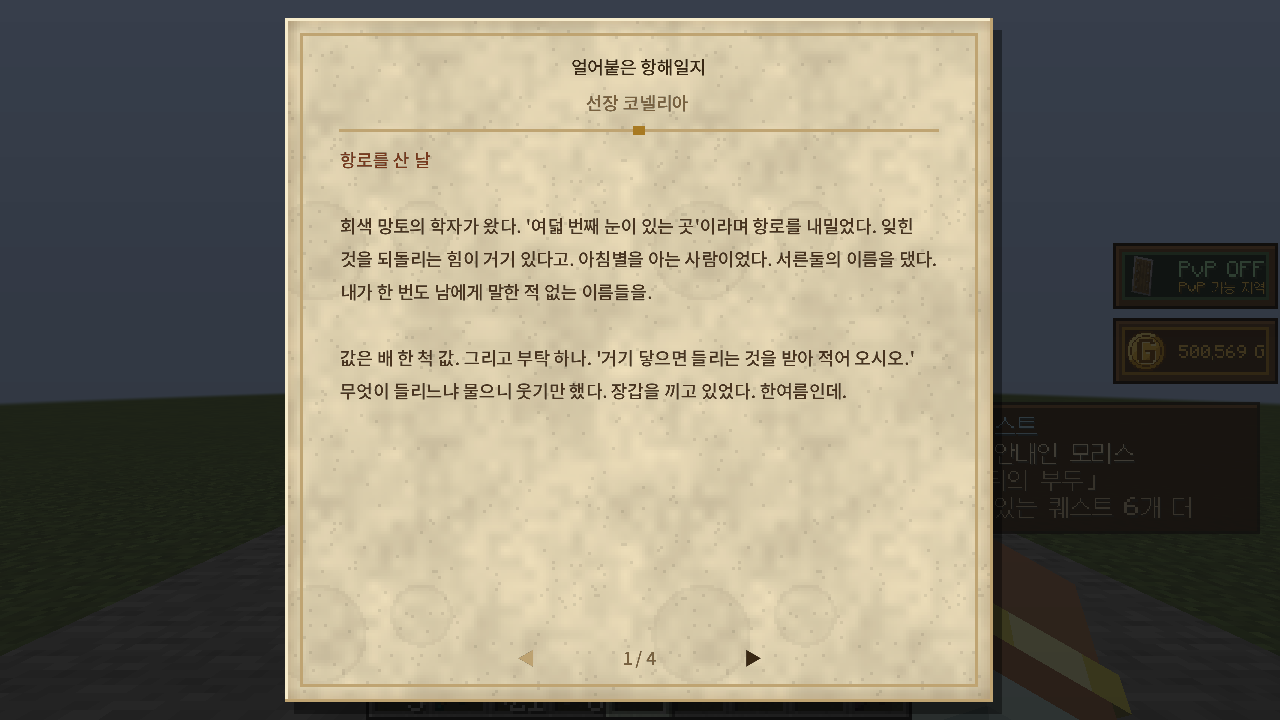 얼어붙은 항해일지
선장 코넬리아
항로를 산 날
회색 망토의 학자가 왔다. '여덟 번째 눈이 있는 곳'이라며 항로를 내밀었다. 잊힌
것을 되돌리는 힘이 거기 있다고. 아침별을 아는 사람이었다. 서른둘의 이름을 댔다.
내가 한 번도 남에게 말한 적 없는 이름들을.
값은 배 한 척 값. 그리고 부탁 하나. '거기 닿으면 들리는 것을 받아 적어 오시오.'
무엇이 들리느냐 물으니 웃기만 했다. 장갑을 끼고 있었다. 한여름인데.
1/4
PvP OFF
PvP 가능 지역
500,569 G
스트
안내인 모리스
의 부두」
있는 퀘스트 6개 더